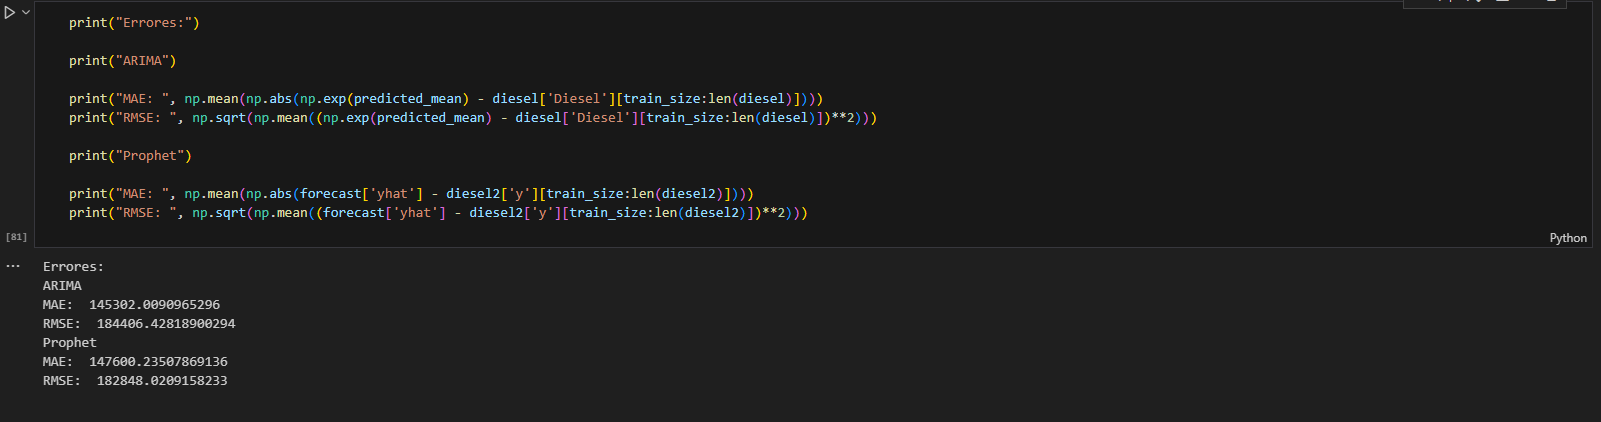 print("Errores:")
print("ARIMA")
print("MAE: ", np.mean(np.abs(np.exp(predicted_mean) - diesel['Diesel'][train_size:len(diesel)])))
print("RMSE: ", np.sqrt(np.mean((np.exp(predicted_mean) - diesel['Diesel'][train_size:len(diesel)])**2)))
print("Prophet")
print("MAE: ", np.mean(np.abs(forecast['yhat'] - diesel2['y'][train_size:len(diesel2)])))
print("RMSE: ", np.sqrt(np.mean((forecast['yhat'] - diesel2['y'][train_size:len(diesel2)])**2)))
[81]
Python
Errores:
ARIMA
MAE:  145302.0090965296
RMSE:  184406.42818900294
Prophet
MAE:  147600.23507869136
RMSE:  182848.0209158233